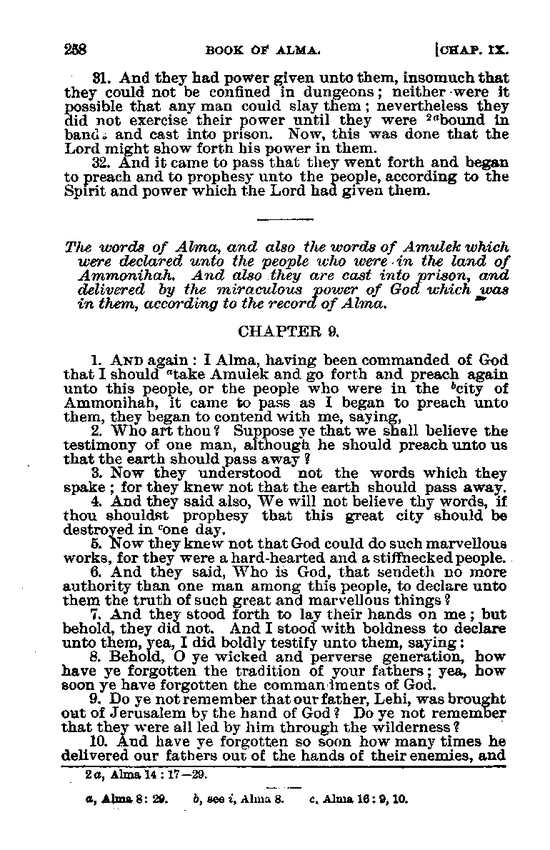 258 BOOK OF ALMA. [CHAP. IX.
31. And they had power given unto them, insomuch that
they could not be confined in dungeons; neither were it
possible that any man could slay them; nevertheless they
did not exercise their power until they were 2abound in
bands and cast into prison. Now, this was done that the
Lord might show forth his power in them.
32. And it came to pass that they went forth and began
to preach and to prophesy unto the people, according to the
Spirit and power which the Lord had given them.
The words of Alma, and also the words of Amulek which
were declared unto the people who were in the land of
Ammonihah. And also they are cast into prison, and
delivered by the miraculous power of God which was
in them, according to the record of Alma.
CHAPTER 9.
1. AND again: I Alma, having been commanded of God
that I should atake Amulek and go forth and preach again
unto this people, or the people who were in the bcity of
Ammonihah, it came to pass as I began to preach unto
them, they began to contend with me, saying,
2. Who art thou? Suppose ye that we shall believe the
testimony of one man, although he should preach unto us
that the earth should pass away?
3. Now they understood not the words which they
spake; for they knew not that the earth should pass away.
4. And they said also, We will not believe thy words, if
thou shouldst prophesy that this great city should be
destroyed in cone day.
5. Now they knew not that God could do such marvellous
works, for they were a hard-hearted and a stiffnecked people.
6. And they said, Who is God, that sendeth no more
authority than one man among this people, to declare unto
them the truth of such great and marvellous things?
7. And they stood forth to lay their hands on me; but
behold, they did not. And I stood with boldness to declare
unto them, yea, I did boldly testify unto them, saying:
8. Behold, O ye wicked and perverse generation, how
have ye forgotten the tradition of your fathers; yea, how
soon ye have forgotten the commandments of God.
9. Do ye not remember that our father, Lehi, was brought
out of Jerusalem by the hand of God? Do ye not remember
that they were all led by him through the wilderness?
10. And have ye forgotten so soon how many times he
delivered our fathers out of the hands of their enemies, and
2a, Alma 14:17—29.
a, Alma 8:29. b, see i, Alma 8. c, Alma 16:9, 10.